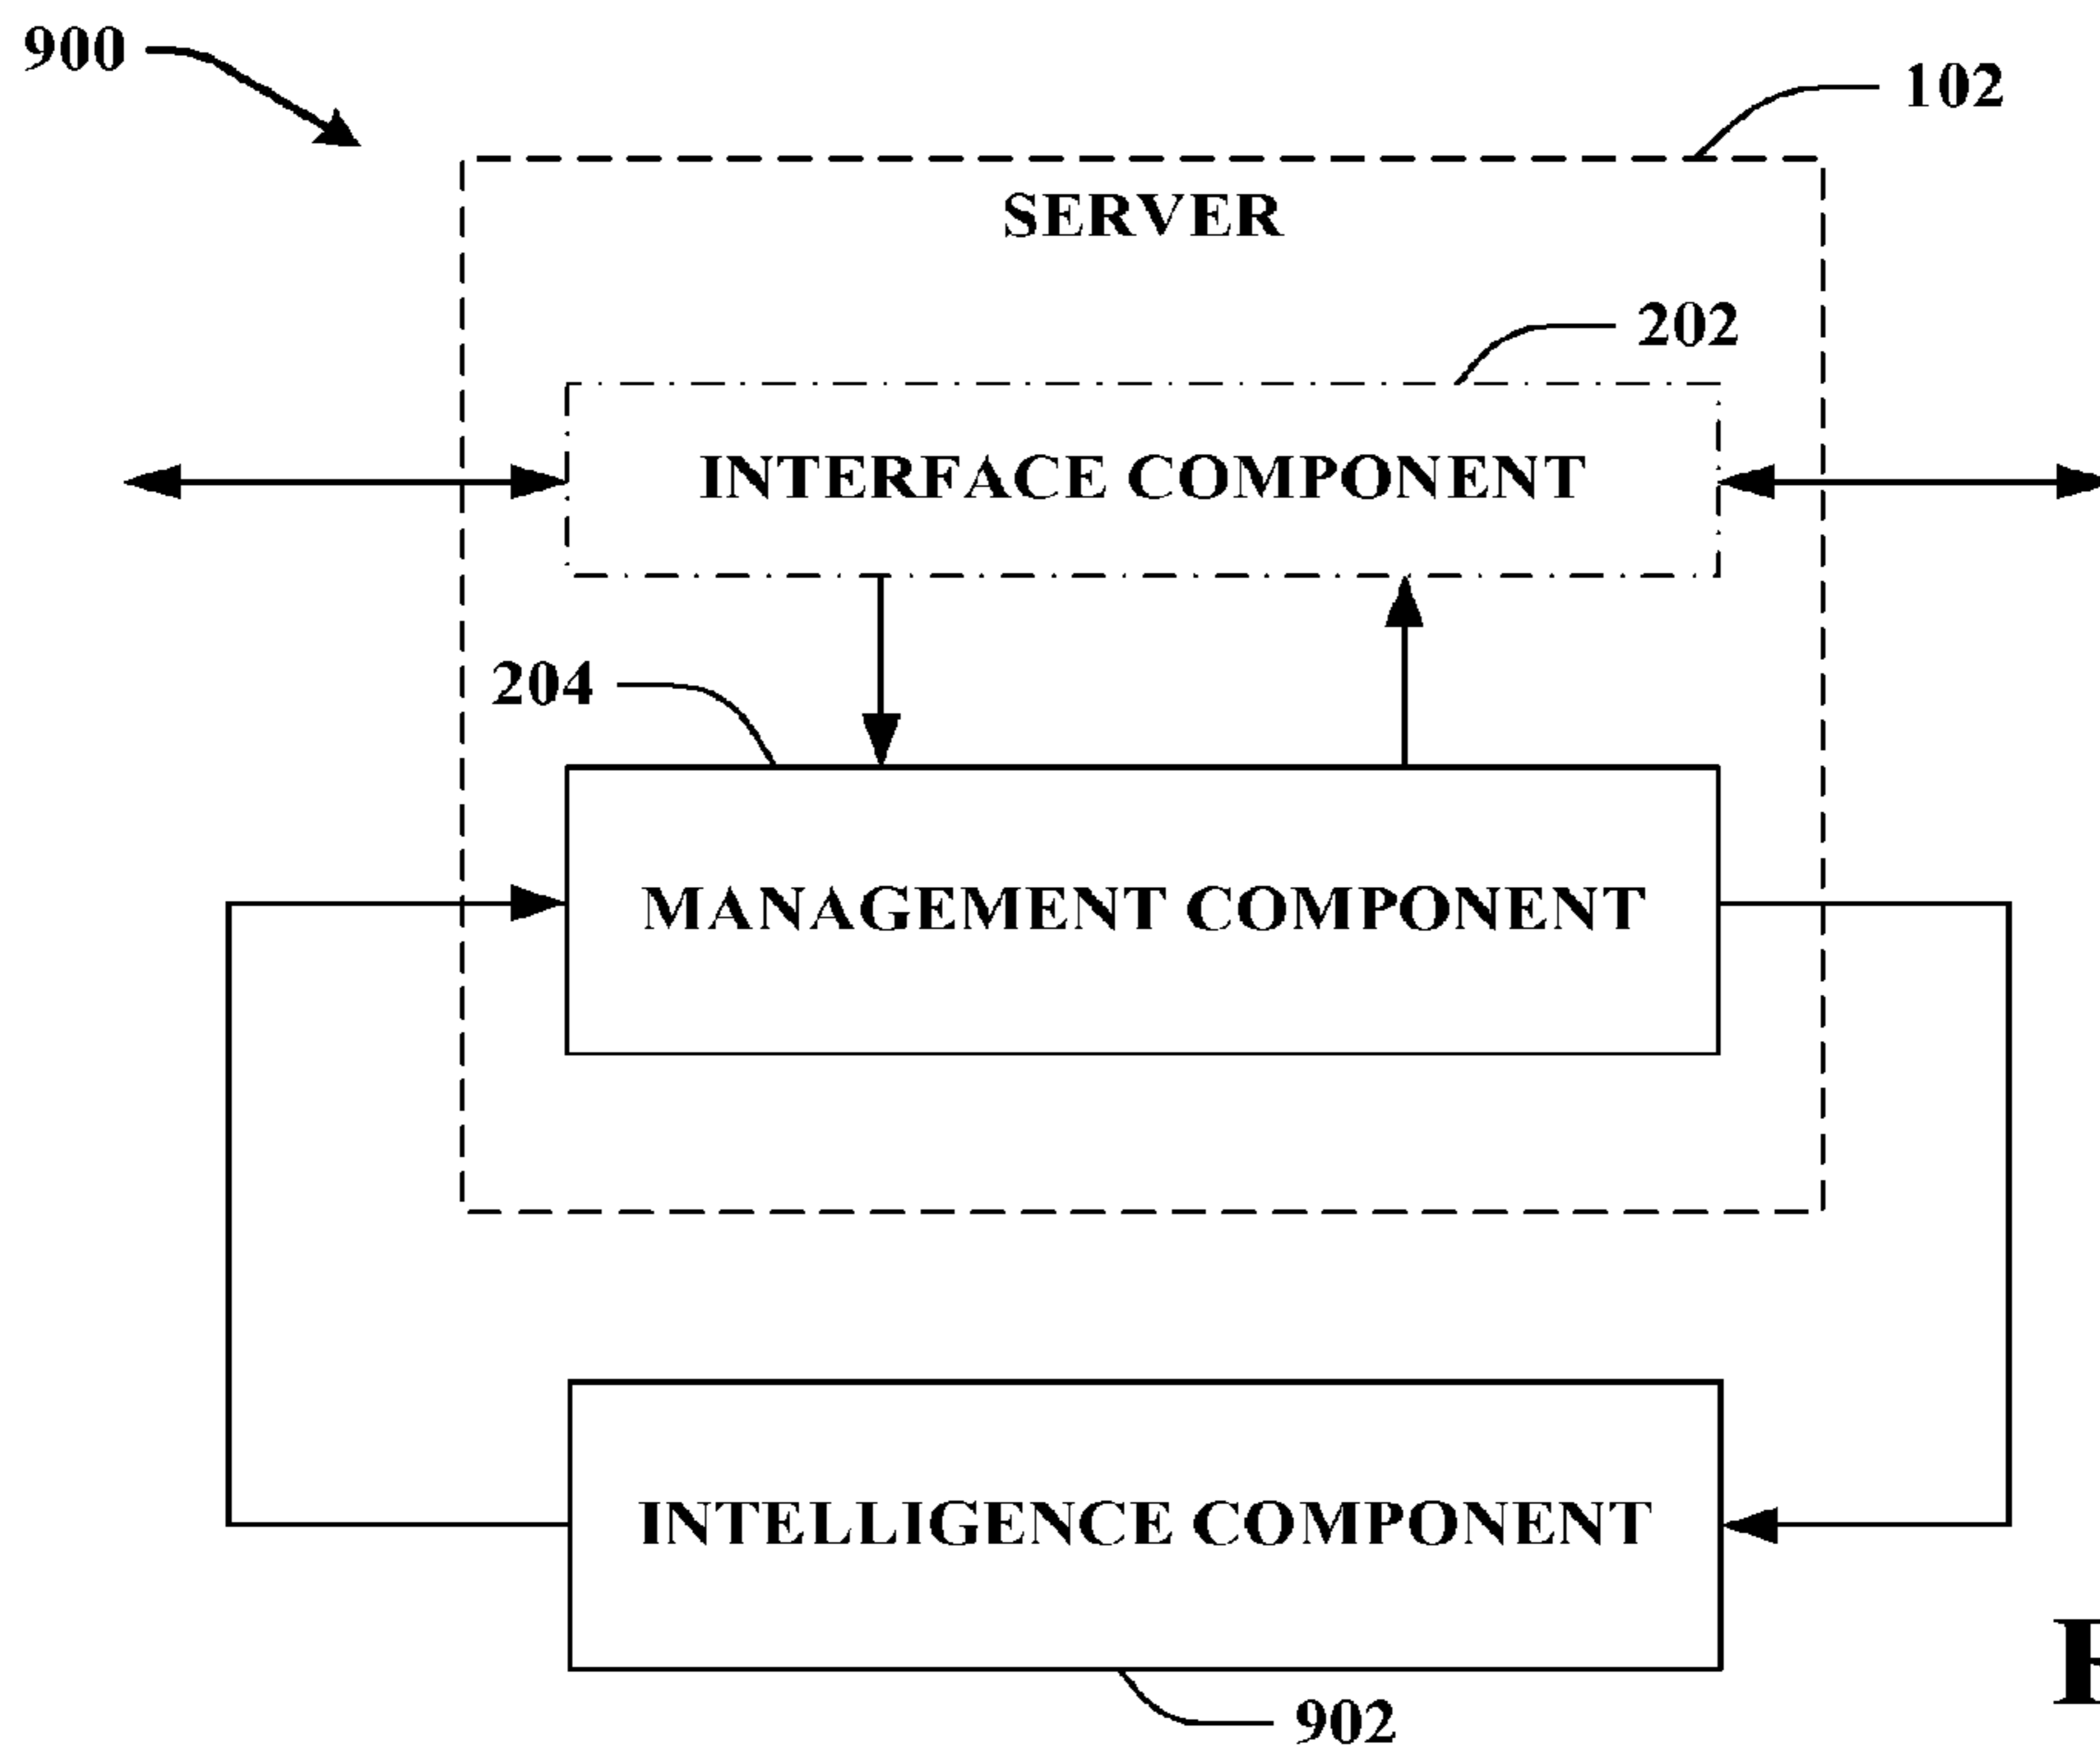 900
102
SERVER
202
INTERFACE COMPONENT
204
MANAGEMENT COMPONENT
INTELLIGENCE COMPONENT
902